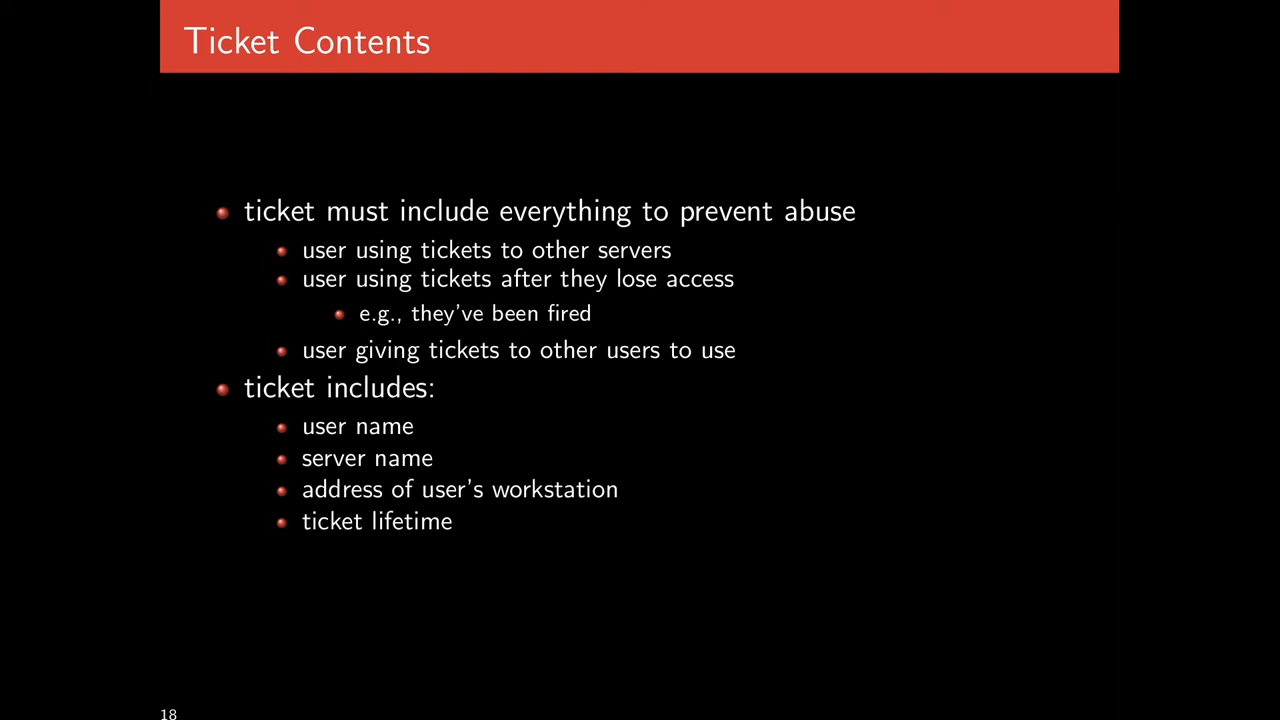 Ticket Contents
ticket must include everything to prevent abuse
user using tickets to other servers
user using tickets after they lose access
e.g., they've been fired
user giving tickets to other users to use
ticket includes:
user name
server name
address of user's workstation
ticket lifetime
18